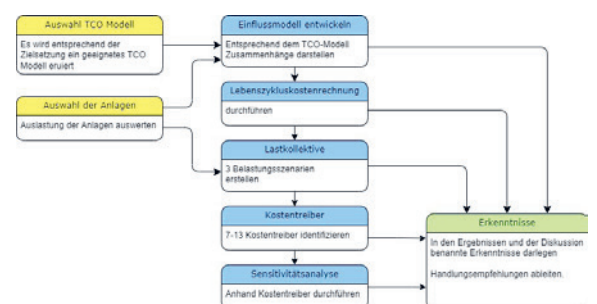 Auswahl TCO Modell
Es wird entsprechend der
Zielsetzung ein geeignetes TCO
Modell eruiert
Auswahl der Anlagen
Auslastung der Anlagen auswerten
Einflussmodell entwickeln
Entsprechend dem TCO-Modell
Zusammenhänge darstellen
Lebenszykluskostenrechnung
durchführen
Lastkollektive
3 Belastungsszenarien
erstellen
Kostentreiber
7-13 Kostentreiber identifizieren
Sensitivitätsanalyse
Anhand Kostentreiber durchführen
Erkenntnisse
In den Ergebnissen und der Diskussion
benannte Erkenntnisse darlegen
Handlungsempfehlungen ableiten.